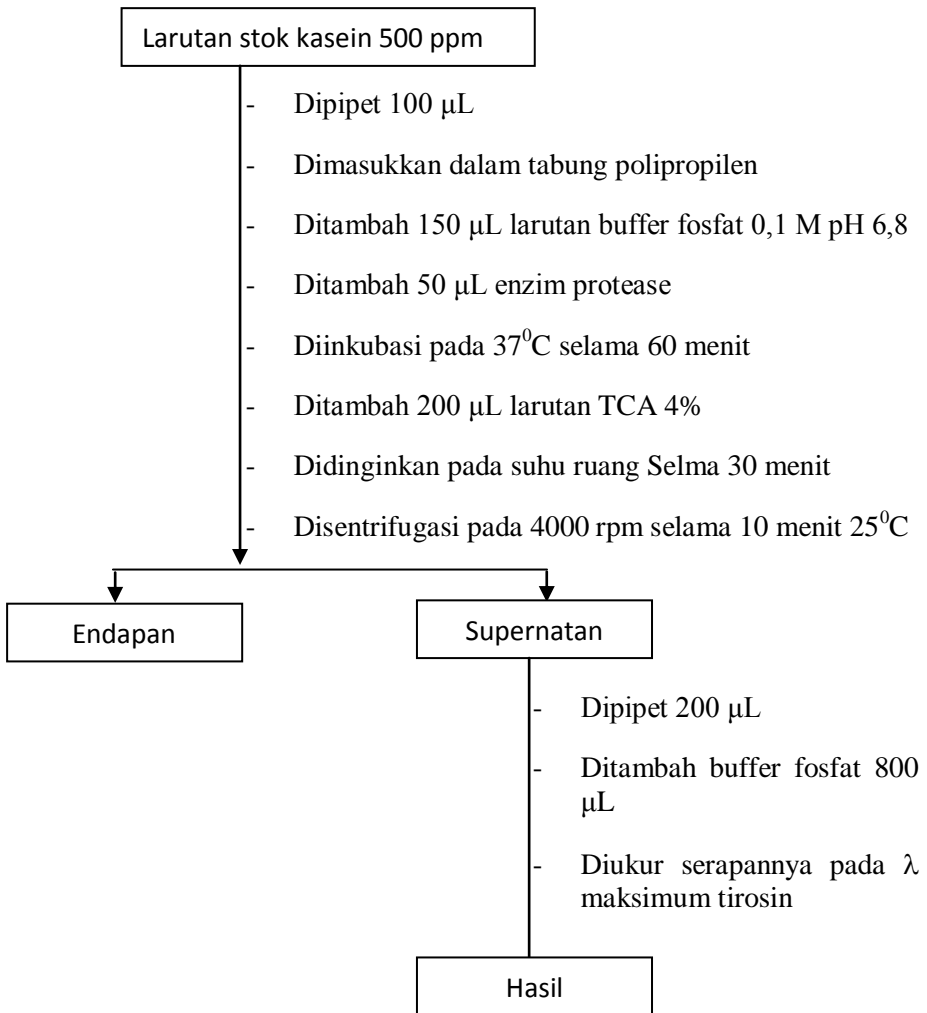 Larutan stok kasein 500 ppm
- Dipipet 100 μL
- Dimasukkan dalam tabung polipropilen
- Ditambah 150 μL larutan buffer fosfat 0,1 M pH 6,8
- Ditambah 50 μL enzim protease
- Diinkubasi pada 37⁰C selama 60 menit
- Ditambah 200 μL larutan TCA 4%
- Didinginkan pada suhu ruang Selma 30 menit
- Disentrifugasi pada 4000 rpm selama 10 menit 25⁰C
Endapan
Supernatan
- Dipipet 200 μL
- Ditambah buffer fosfat 800
μL
- Diukur serapannya pada λ
maksimum tirosin
Hasil